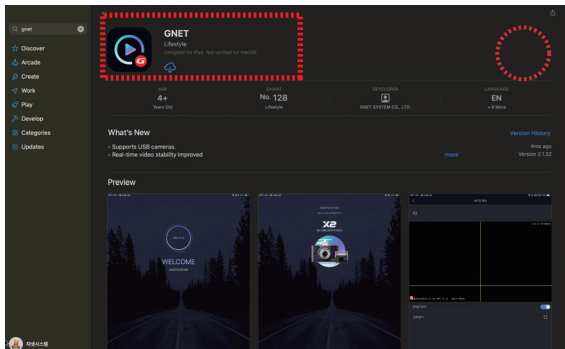 gnet
Discover
Arcade
Create
Work
Play
Develop
Categories
Updates
지넷시스템
GNET
Lifestyle
Designed for iPad. Not verified for macOS.
AGE
4+
Years Old
CHART
No. 128
Lifestyle
DEVELOPER
GNET SYSTEM CO., LTD.
LANGUAGE
EN
+ 9 More
What's New
Version History
- Supports USB cameras.
- Real-time video stability improved
more
4mo ago
Version 2.1.32
Preview
WELCOME
X2